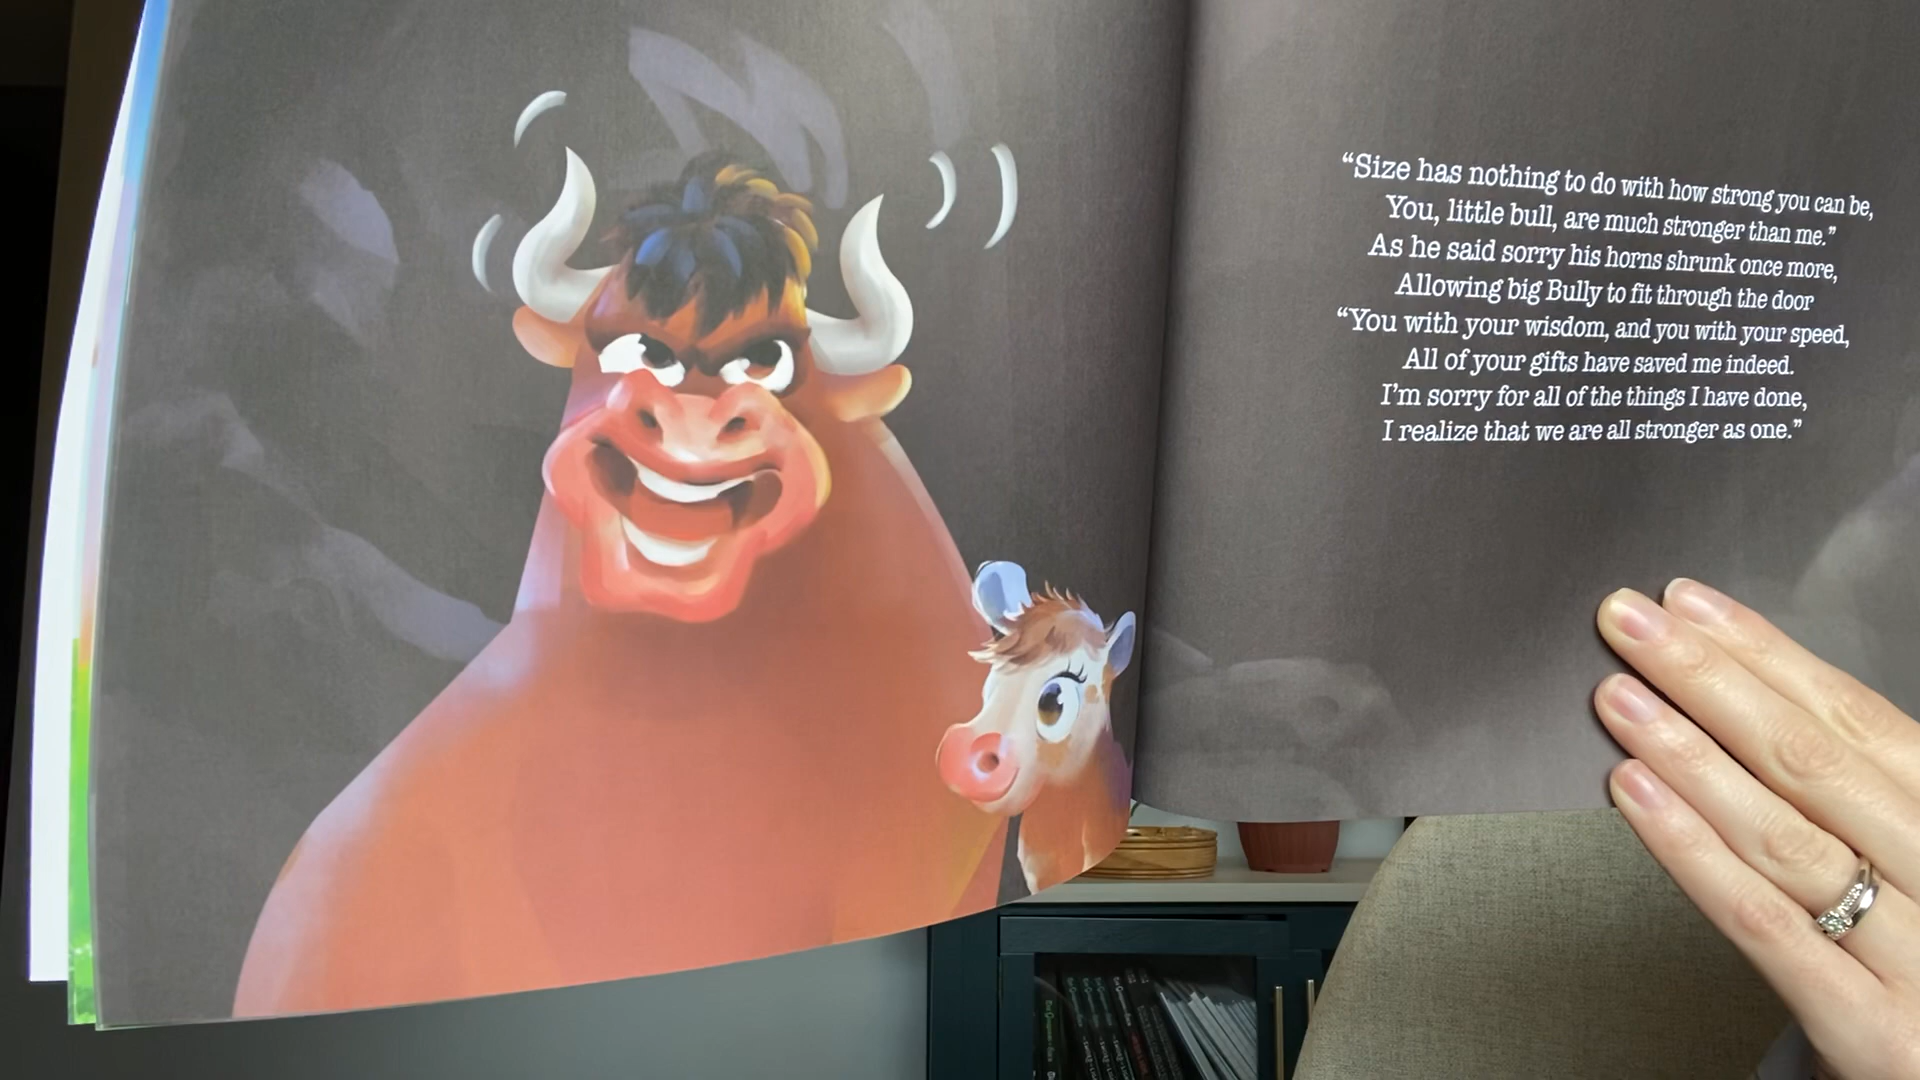 “Size has nothing to do with how strong you can be,
You, little bull, are much stronger than me.”
As he said sorry his horns shrunk once more,
Allowing big Bully to fit through the door
“You with your wisdom, and you with your speed,
All of your gifts have saved me indeed.
I’m sorry for all of the things I have done,
I realize that we are all stronger as one.”